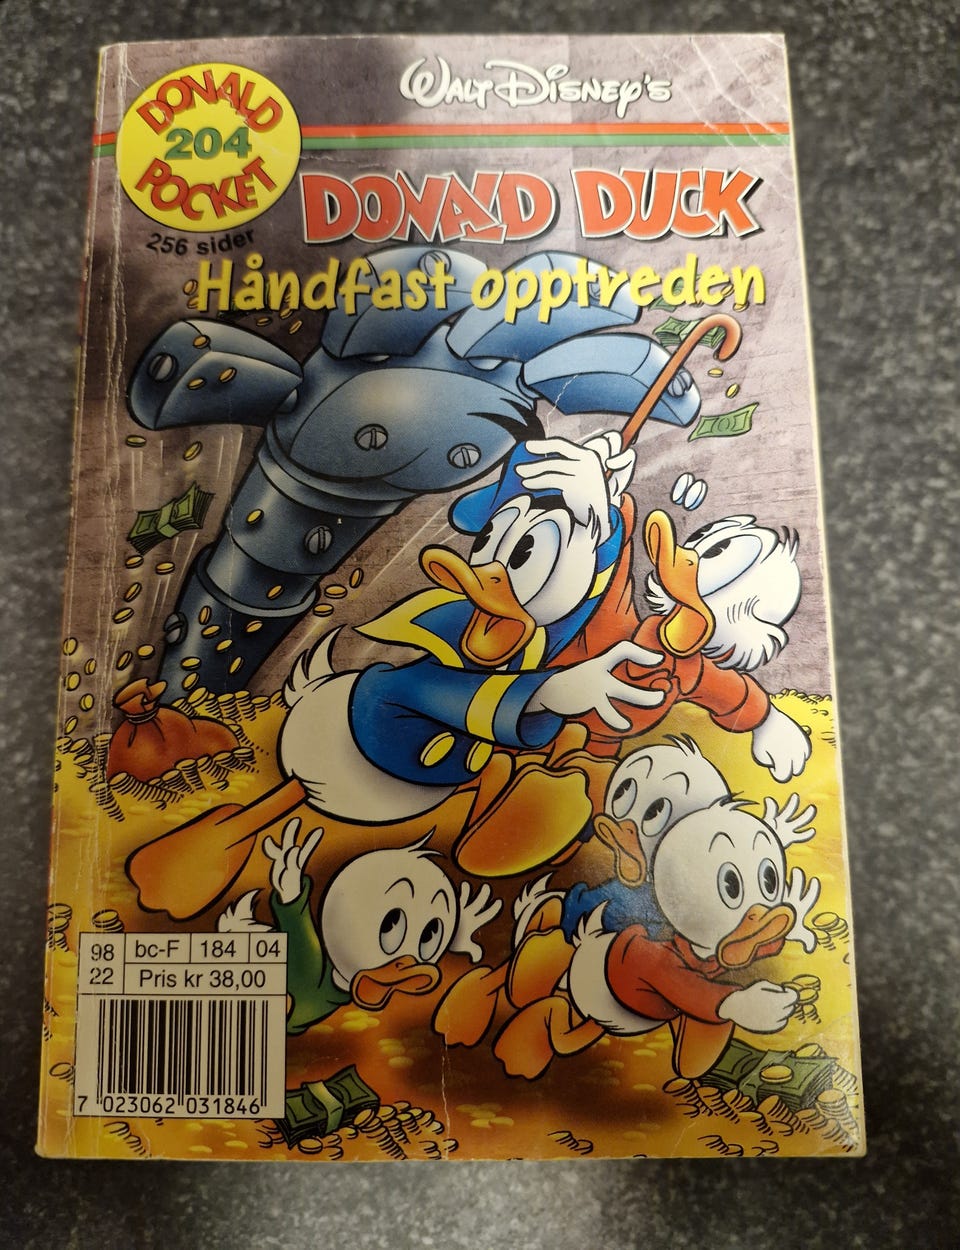 WALT DISNEY'S
DONALD
204
POCKET
256 sider
DONALD DUCK
Håndfast opptreden
98 bc-F 184 04
22 Pris kr 38,00
7 023062 031846